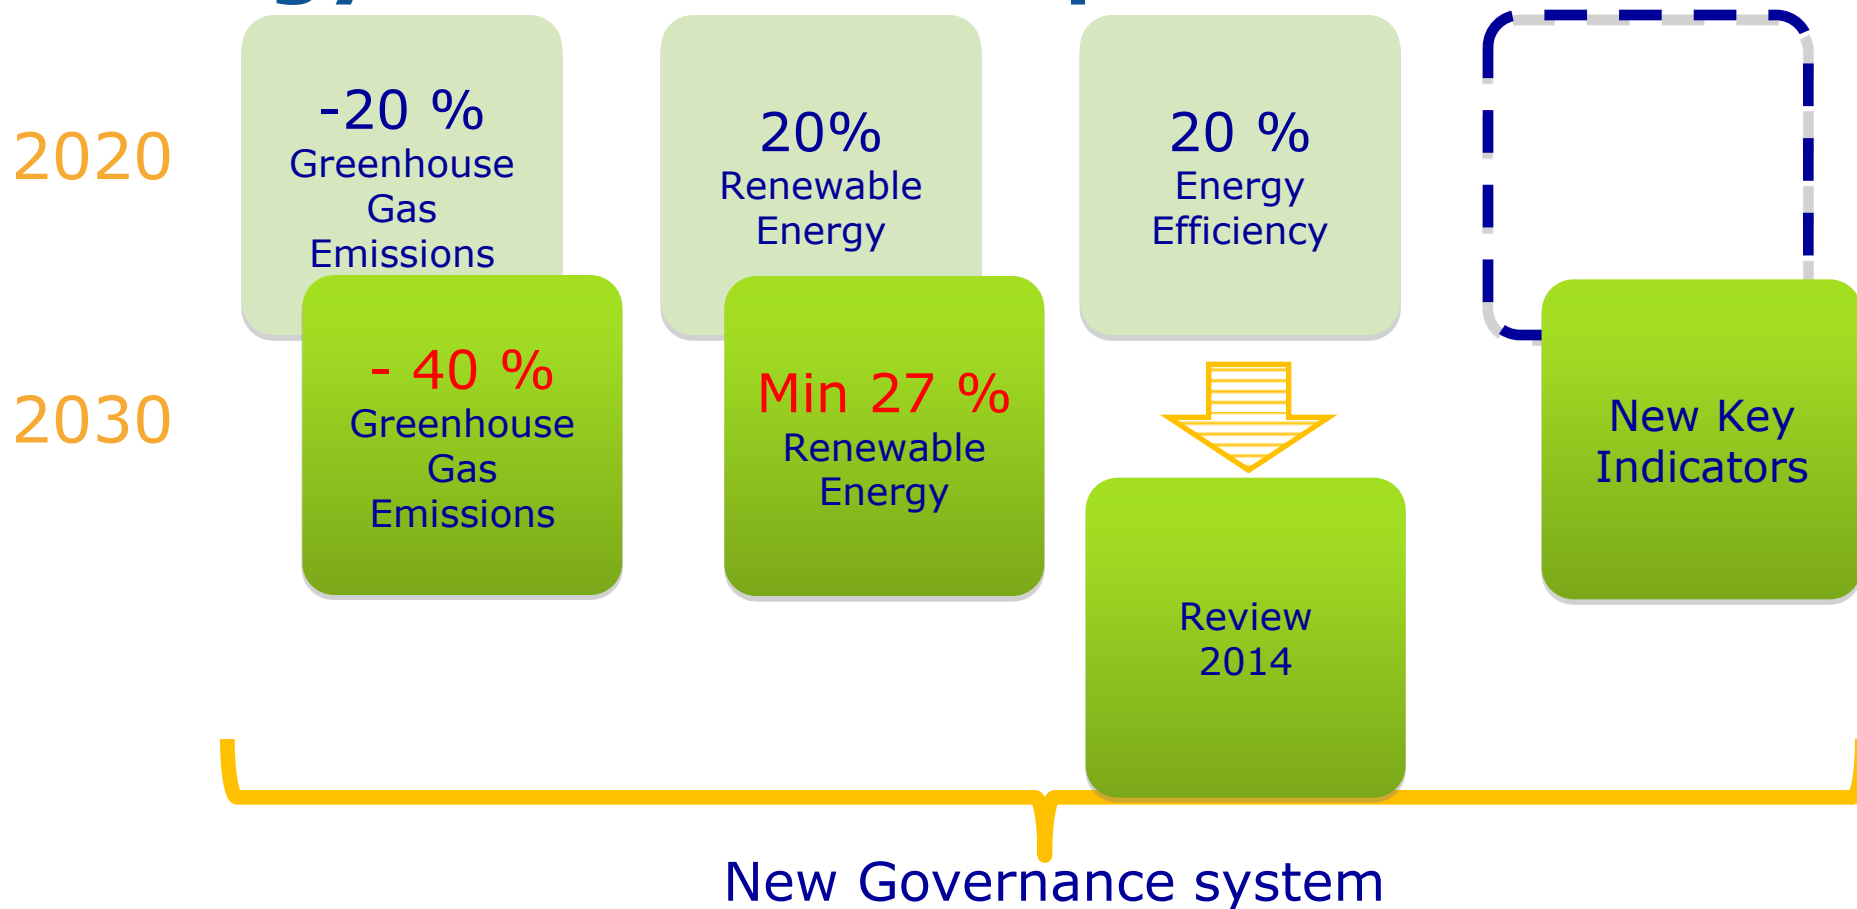 2020
-20 %
Greenhouse
Gas
Emissions
20%
Renewable
Energy
20 %
Energy
Efficiency
2030
- 40 %
Greenhouse
Gas
Emissions
Min 27 %
Renewable
Energy
Review
2014
New Key
Indicators
New Governance system